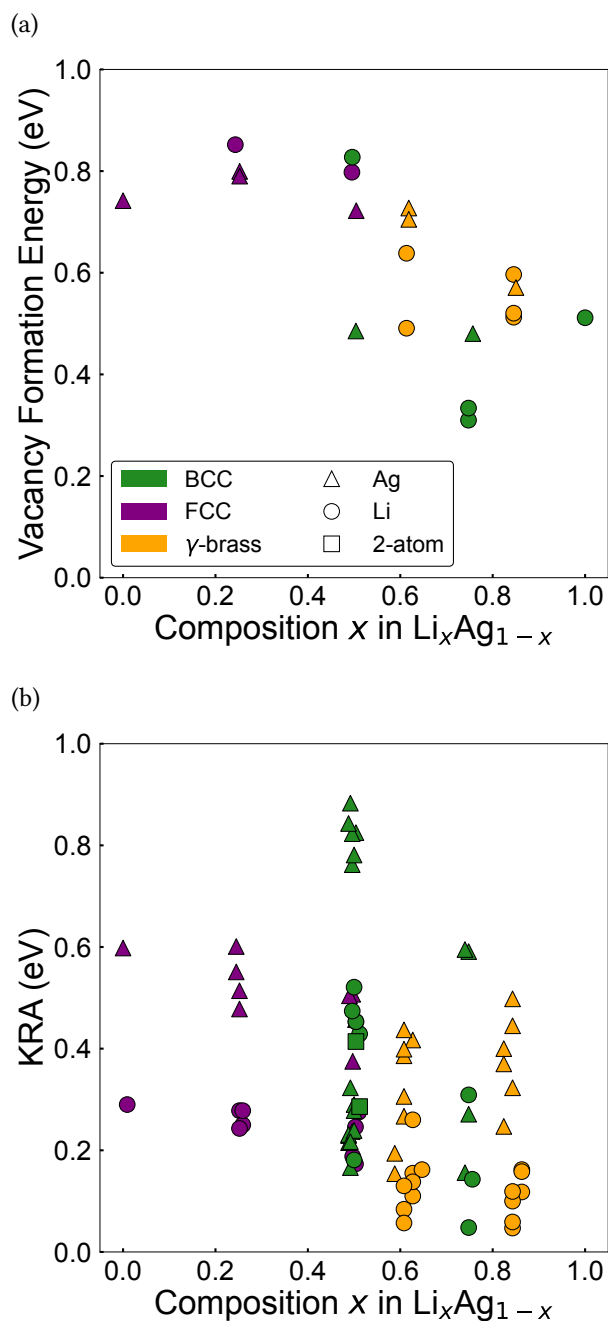 (a)
1.0
0.8
0.6
0.4
0.2
0.0
Vacancy Formation Energy (eV)
BCC
FCC
γ-brass
Ag
Li
2-atom
0.0 0.2 0.4 0.6 0.8 1.0
Composition x in LiₓAg₁₋ₓ
(b)
1.0
0.8
0.6
0.4
0.2
0.0
KRA (eV)
0.0 0.2 0.4 0.6 0.8 1.0
Composition x in LiₓAg₁₋ₓ